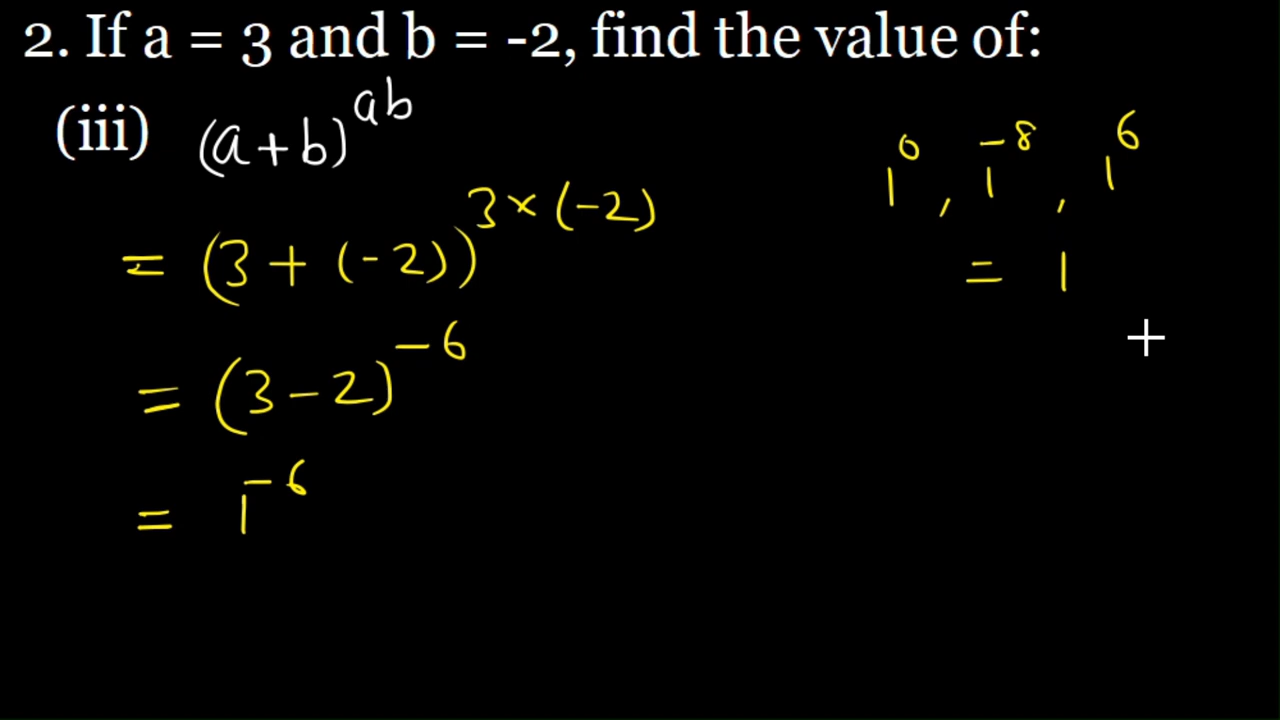 2. If a = 3 and b = -2, find the value of:
(iii) (a+b)^ab
= (3 + (-2))^3 × (-2)
= (3 - 2)^-6
= 1^-6
1^0 , 1^-8 , 1^6
= 1